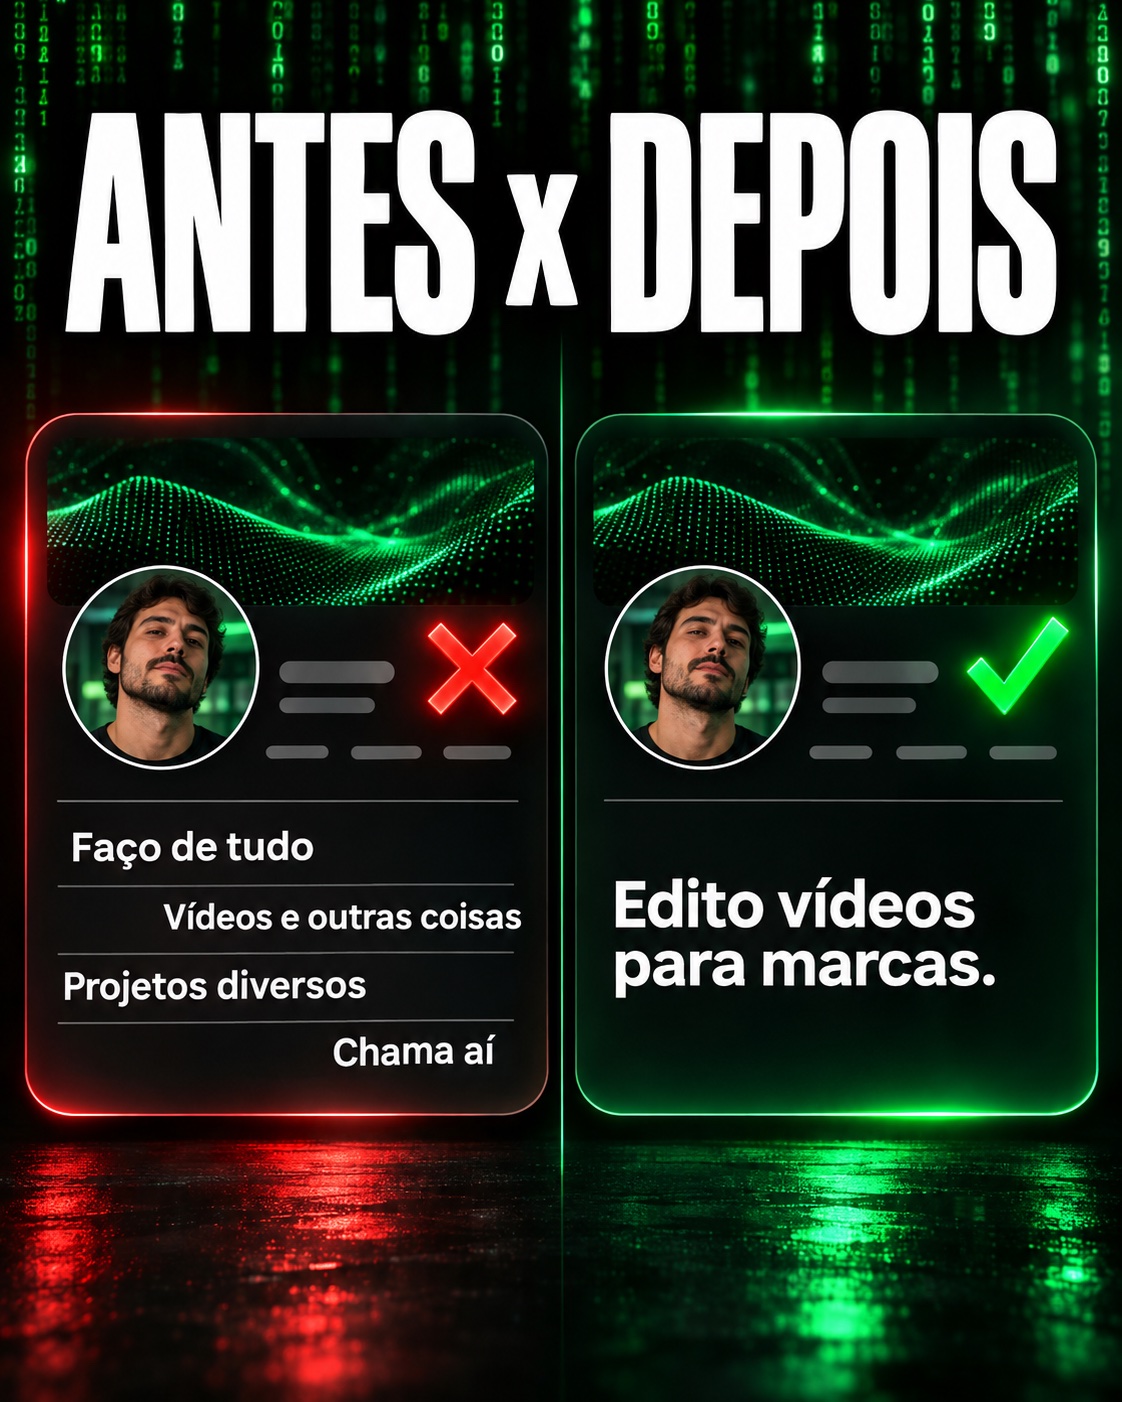 ANTES x DEPOIS
Faço de tudo
Vídeos e outras coisas
Projetos diversos
Chama aí
Edito vídeos
para marcas.